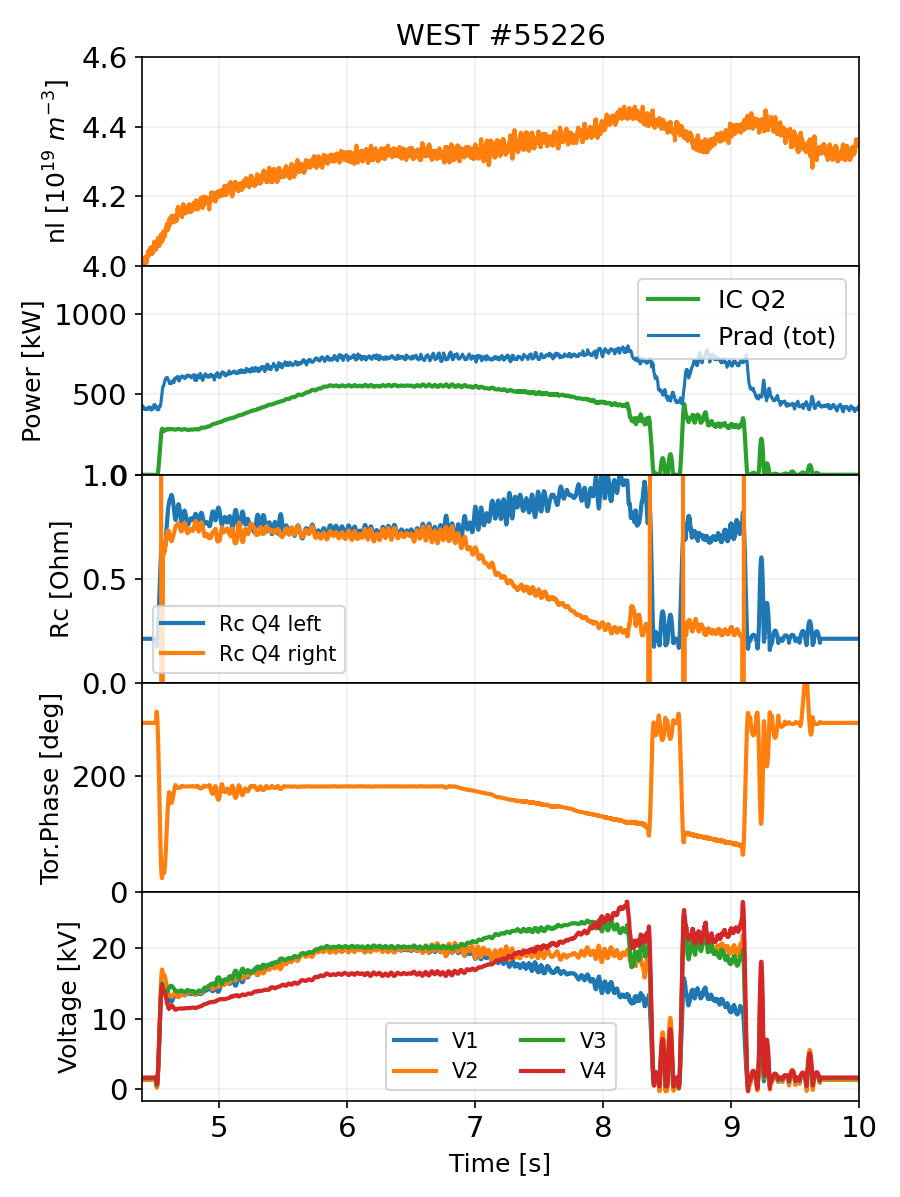 WEST #55226
nl [10^19 m^−3]
4.6
4.4
4.2
4.0
Power [kW]
1000
500
0
IC Q2
Prad (tot)
Rc [Ohm]
1.0
0.5
0.0
Rc Q4 left
Rc Q4 right
Tor.Phase [deg]
200
0
Voltage [kV]
20
10
0
V1 V3
V2 V4
5 6 7 8 9 10
Time [s]